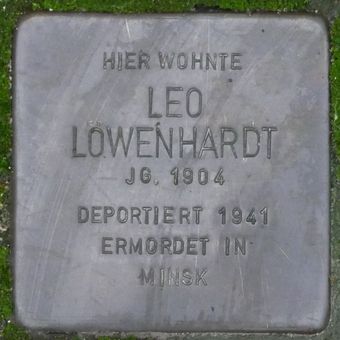 HIER WOHNTE
LEO
LÖWENHARDT
JG. 1904
DEPORTIERT 1941
ERMORDET IN
MINSK